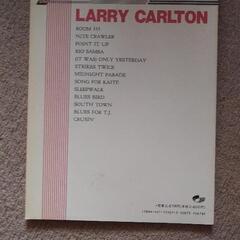 LARRY CARLTON
ROOM 335
NITE CRAWLER
POINT IT UP
RIO SAMBA
(IT WAS) ONLY YESTERDAY
STRIKES TWICE
MIDNIGHT PARADE
SONG FOR KATIE
SLEEPWALK
BLUES BIRD
SOUTH TOWN
BLUES FOR T.J.
CRUSIN'